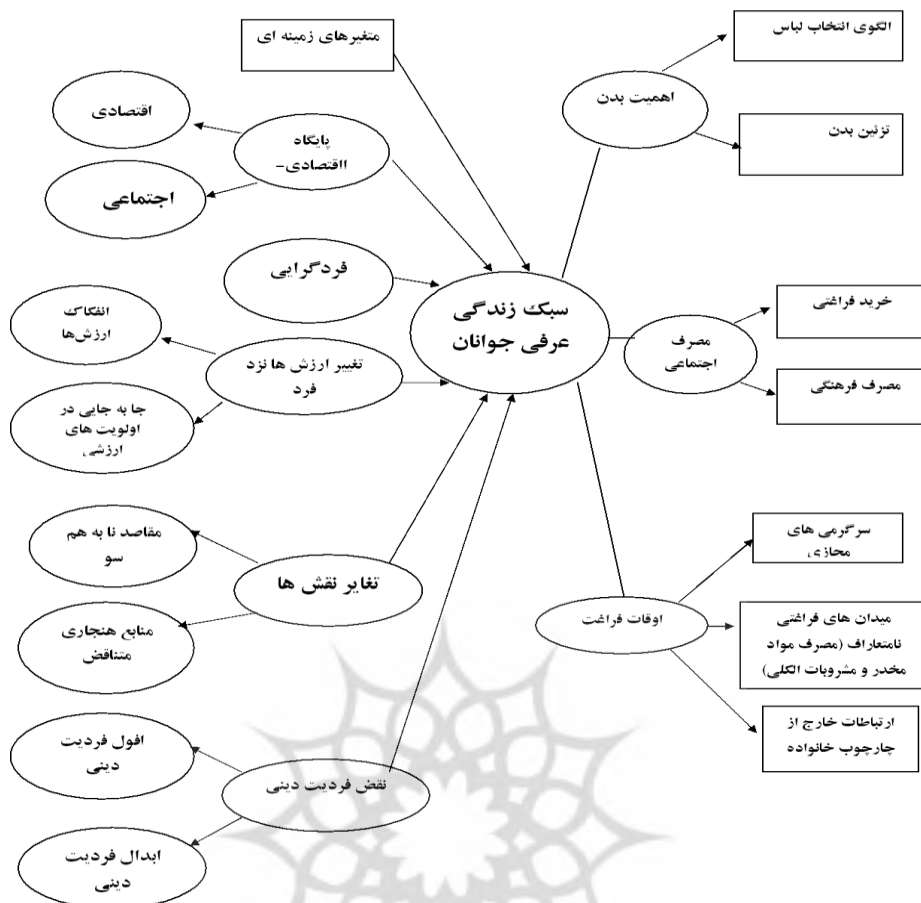 متغیرهای زمینه ای
الگوی انتخاب لباس
اهمیت بدن
تزئین بدن
اقتصادی
پایگاه
ااقتصادی-
اجتماعی
فردگرایی
سبک زندگی
عرفی جوانان
خرید فراغتی
مصرف
اجتماعی
مصرف فرهنگی
انفکاک
ارزش‌ها
تغییر ارزش ها نزد
فرد
جا به جایی در
اولویت های
ارزشی
مقاصد نا به هم
سو
تغایر نقش ها
منابع هنجاری
متناقض
سرگرمی های
مجازی
اوقات فراغت
میدان های فراغتی
نامتعاراف (مصرف مواد
مخدر و مشروبات الکلی)
ارتباطات خارج از
چارچوب خانواده
افول فردیت
دینی
نقض فردیت دینی
ابدال فردیت
دینی